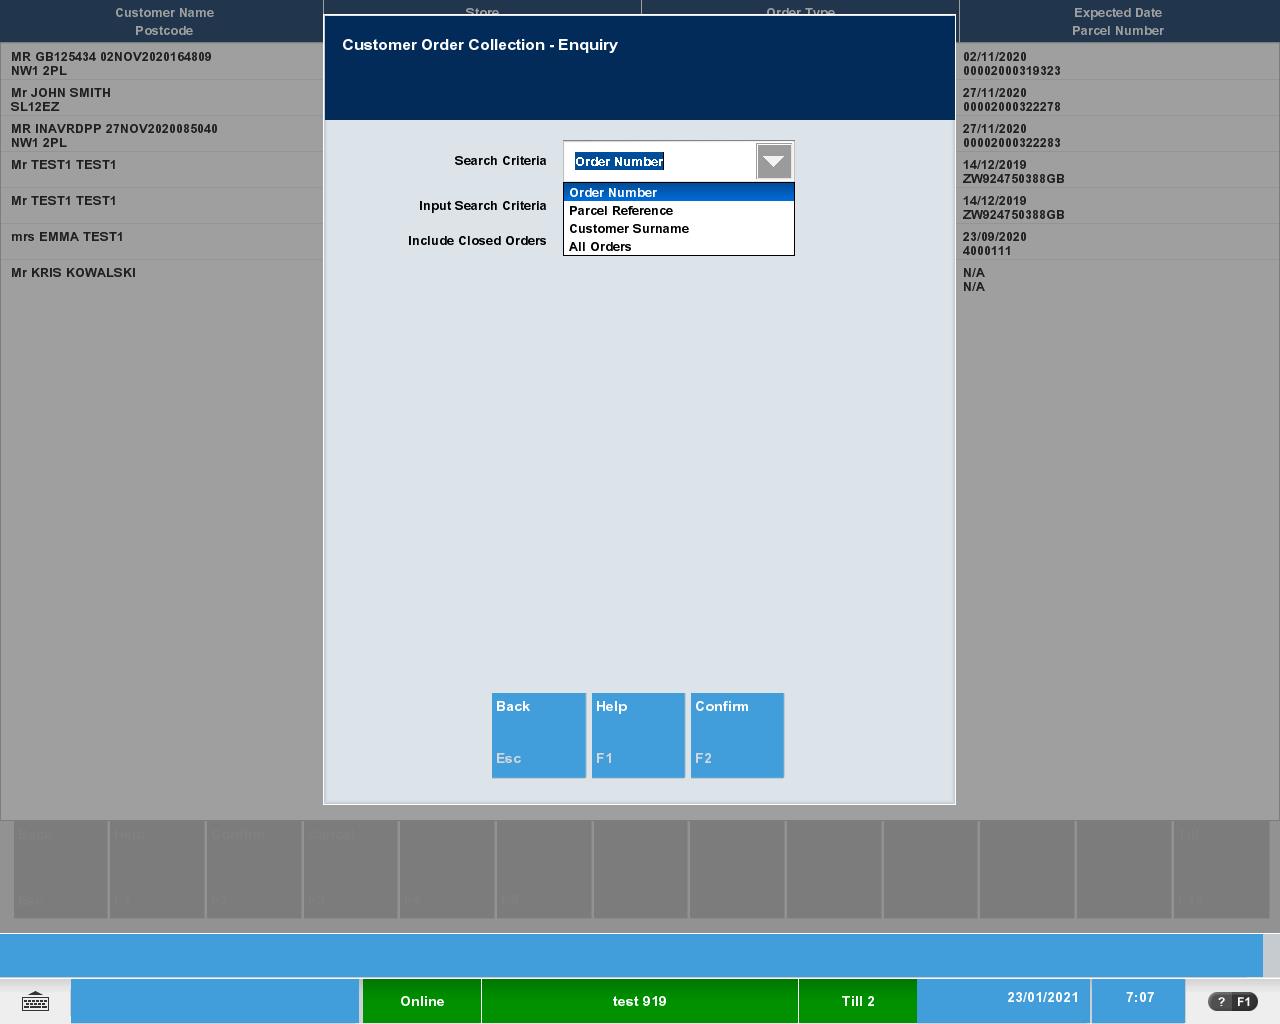 Customer Name Store Order Type Expected Date
Postcode Parcel Number
Customer Order Collection - Enquiry
MR GB125434 02NOV2020164809 02/11/2020
NW1 2PL 00002000319323
Mr JOHN SMITH 27/11/2020
SL12EZ 00002000322278
MR INAVRDPP 27NOV2020085040 27/11/2020
NW1 2PL 00002000322283
Mr TEST1 TEST1 14/12/2019
ZW924750388GB
Mr TEST1 TEST1 14/12/2019
ZW924750388GB
mrs EMMA TEST1 23/09/2020
4000111
Mr KRIS KOWALSKI N/A
N/A
Search Criteria Order Number
Order Number
Input Search Criteria Parcel Reference
Customer Surname
Include Closed Orders All Orders
Back Help Confirm
Esc F1 F2
Back Help Confirm Cancel
Esc
Online test 919 Till 2 23/01/2021 7:07 ? F1